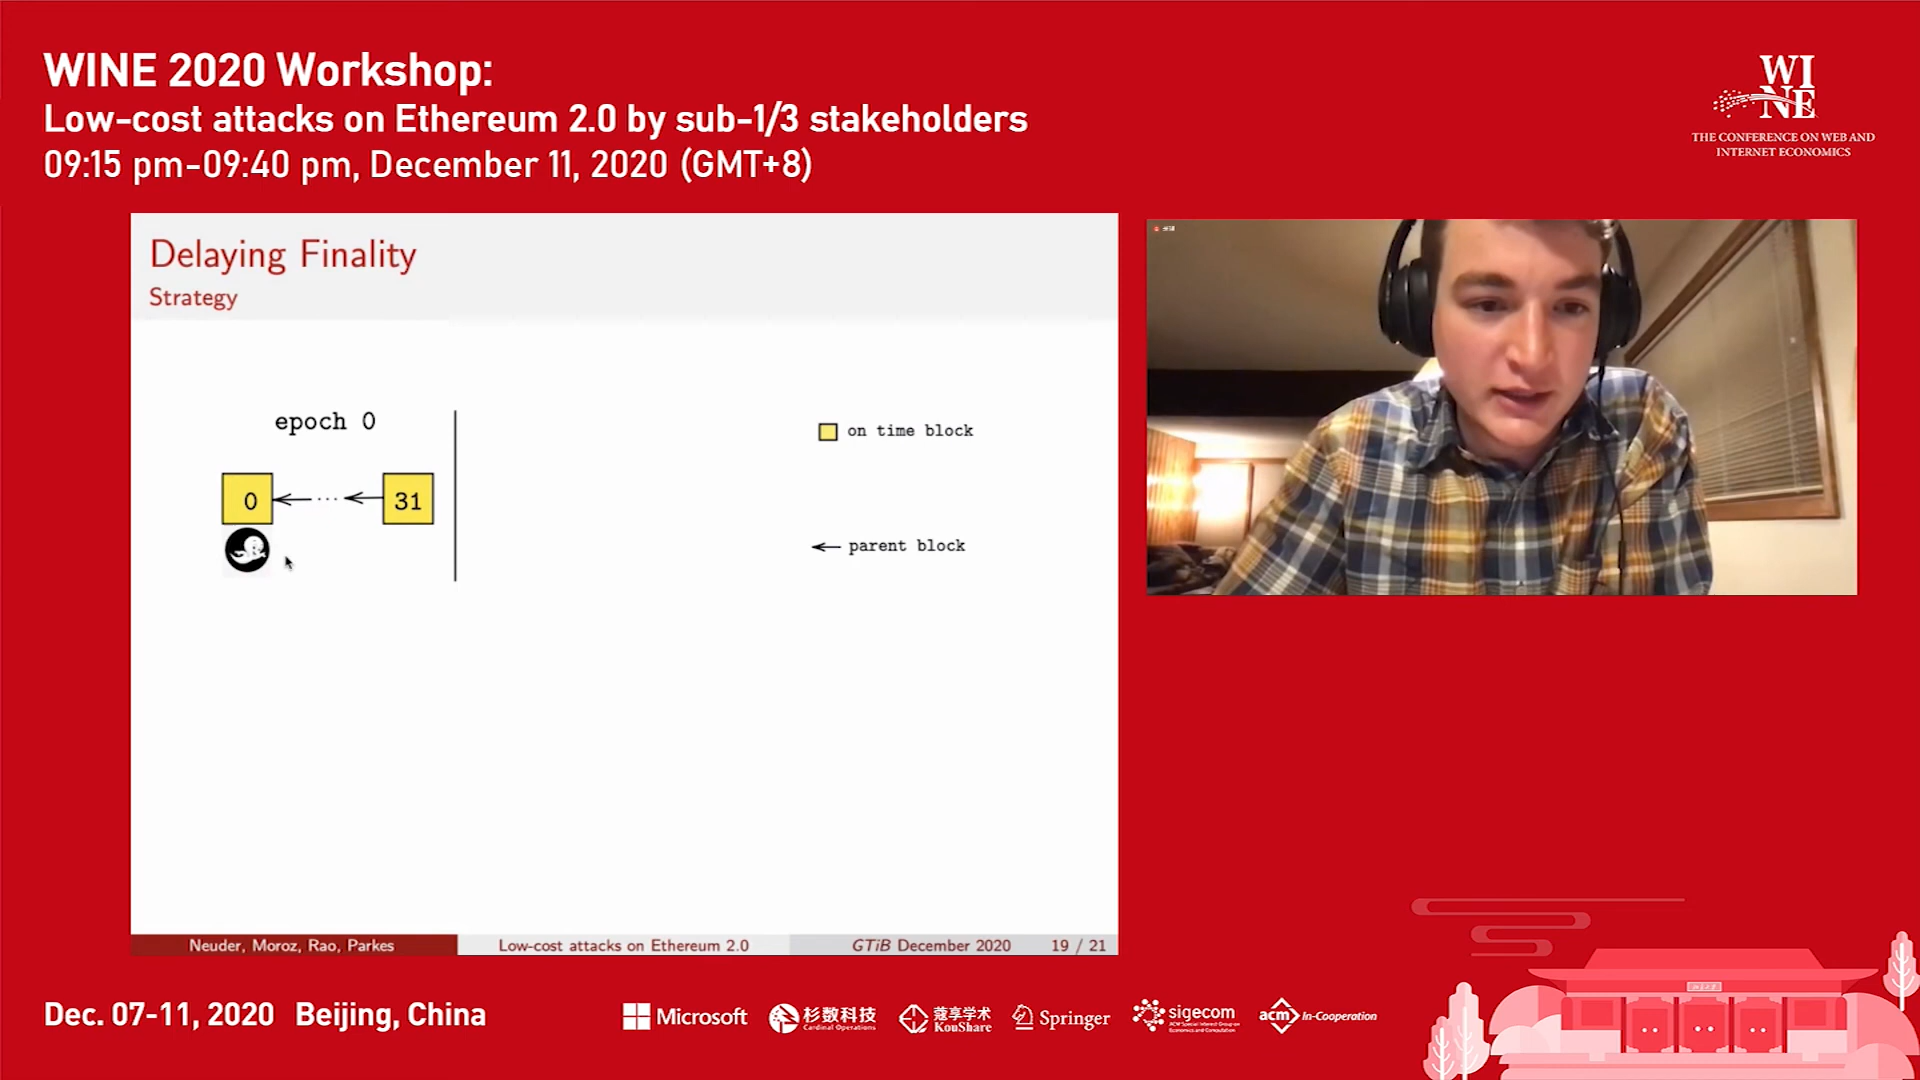 WINE 2020 Workshop:
Low-cost attacks on Ethereum 2.0 by sub-1/3 stakeholders
09:15 pm-09:40 pm, December 11, 2020 (GMT+8)
WI
NE
THE CONFERENCE ON WEB AND
INTERNET ECONOMICS
Delaying Finality
Strategy
epoch 0
0
...
31
on time block
parent block
Neuder, Moroz, Rao, Parkes
Low-cost attacks on Ethereum 2.0
GTiB December 2020
19 / 21
Dec. 07-11, 2020 Beijing, China
Microsoft
杉数科技
Cardinal Operations
蔻享学术
KouShare
Springer
sigecom
acm In-Cooperation